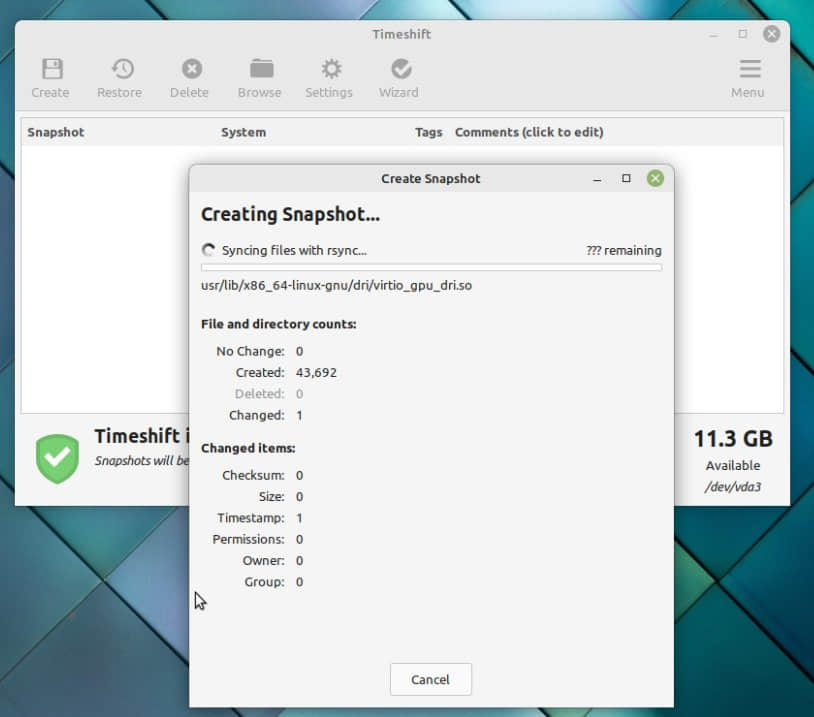 Timeshift
Create Restore Delete Browse Settings Wizard Menu
Snapshot System Tags Comments (click to edit)
Create Snapshot
Creating Snapshot...
Syncing files with rsync... ??? remaining
usr/lib/x86_64-linux-gnu/dri/virtio_gpu_dri.so
File and directory counts:
No Change: 0
Created: 43,692
Deleted: 0
Changed: 1
Timeshift i
Snapshots will be
11.3 GB
Available
/dev/vda3
Changed items:
Checksum: 0
Size: 0
Timestamp: 1
Permissions: 0
Owner: 0
Group: 0
Cancel